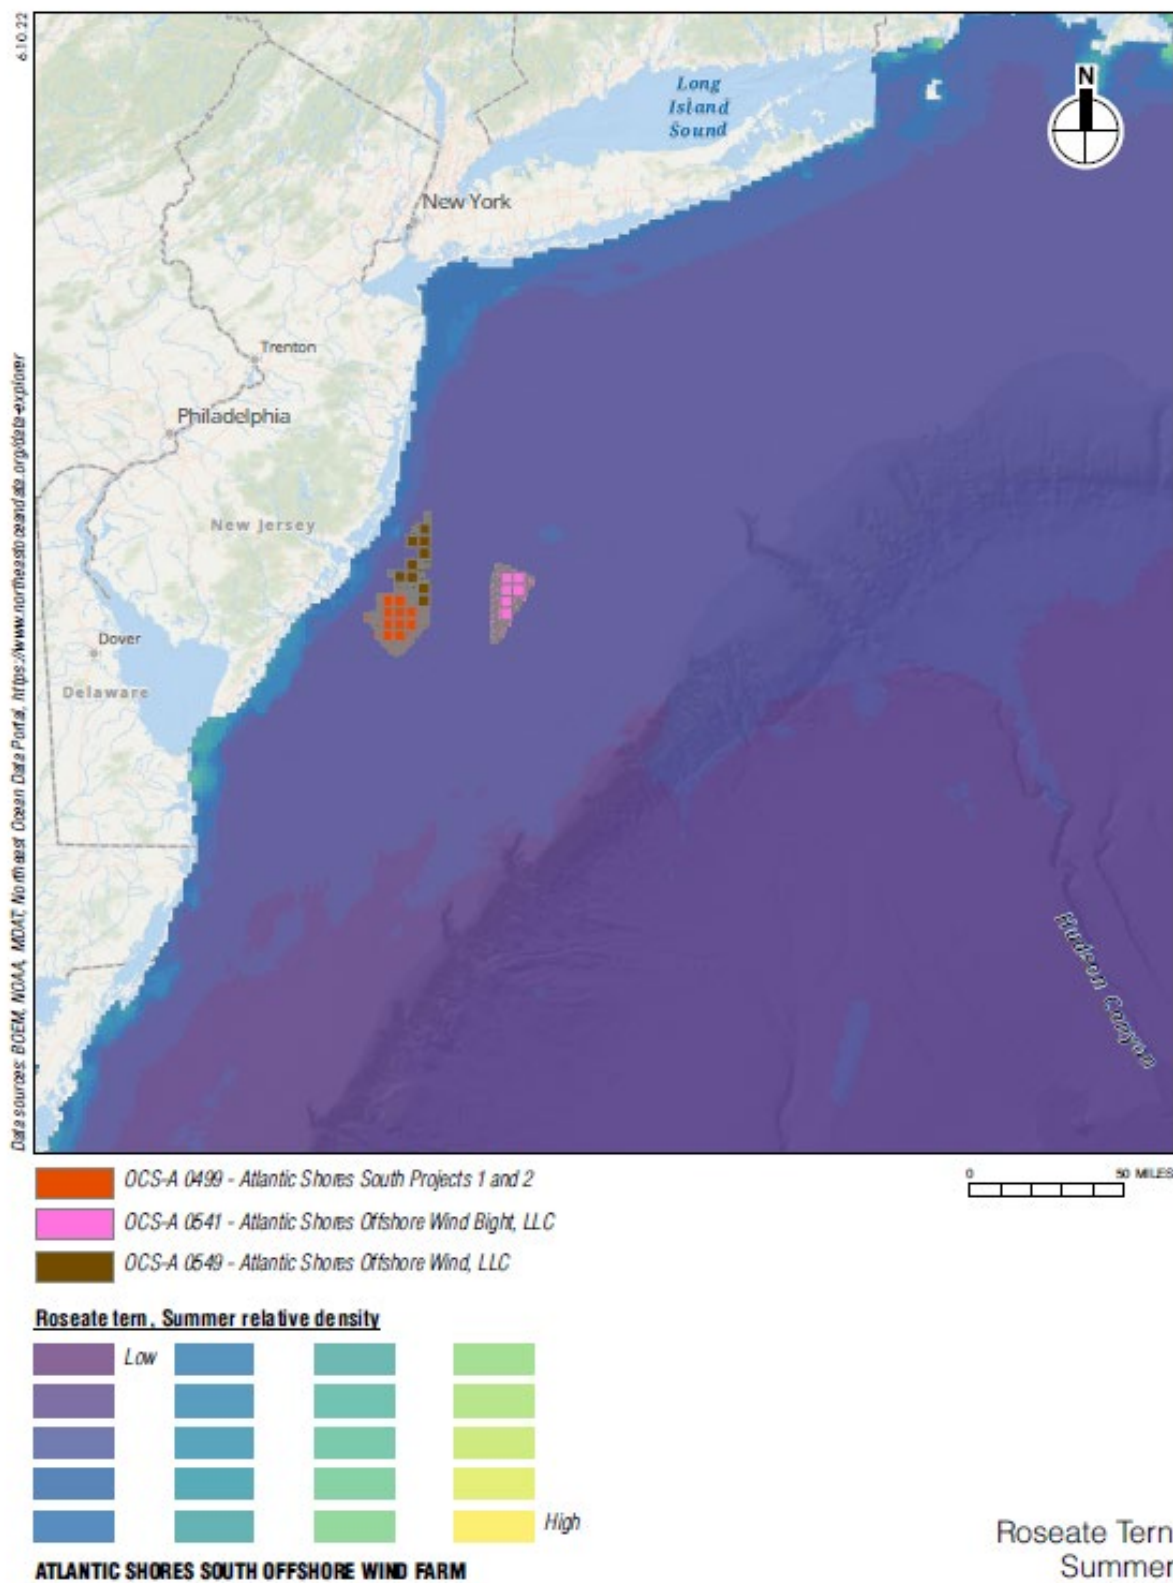 6.10.22
Data sources: BOEM, NOAA, MDAT, Northeast Ocean Data Portal, https://www.northeastoceandata.org/data-explorer
Long
Island
Sound
N
New York
Trenton
Philadelphia
New Jersey
Dover
Delaware
Hudson Canyon
OCS-A 0499 - Atlantic Shores South Projects 1 and 2
0 50 MILES
OCS-A 0541 - Atlantic Shores Offshore Wind Bight, LLC
OCS-A 0549 - Atlantic Shores Offshore Wind, LLC
Roseate tern, Summer relative density
Low
High
Roseate Tern
Summer
ATLANTIC SHORES SOUTH OFFSHORE WIND FARM